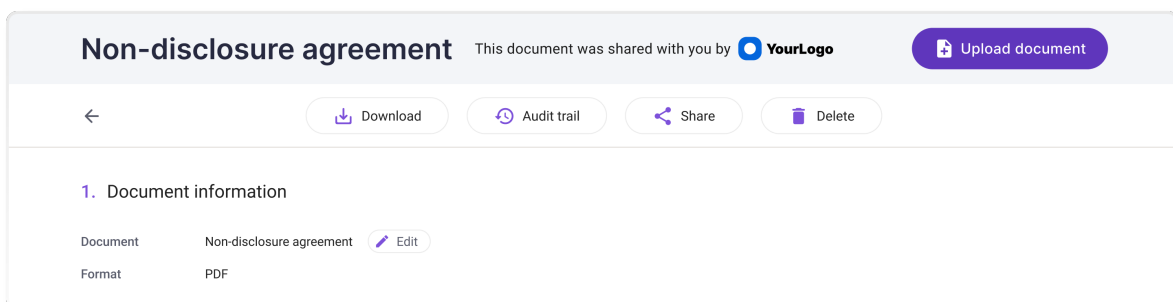 Non-disclosure agreement This document was shared with you by YourLogo Upload document
Download Audit trail Share Delete
1. Document information
Document Non-disclosure agreement Edit
Format PDF